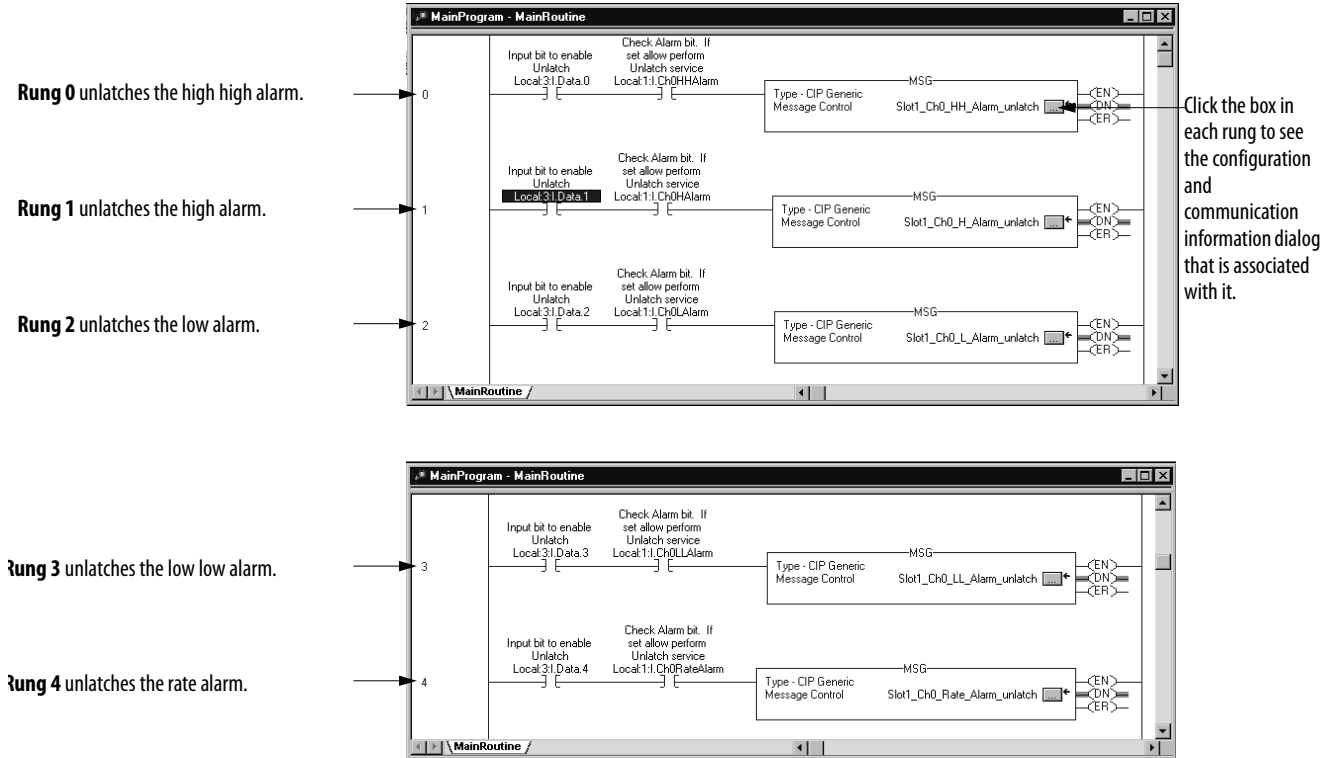 MainProgram - MainRoutine
Rung 0 unlatches the high high alarm.
0
Input bit to enable
Unlatch
Local:3:I.Data.0
Check Alarm bit. If
set allow perform
Unlatch service
Local:1:I.Ch0HHAlarm
MSG
Type - CIP Generic
Message Control Slot1_Ch0_HH_Alarm_unlatch ...
EN
DN
ER
Click the box in
each rung to see
the configuration
and
communication
information dialog
that is associated
with it.
Rung 1 unlatches the high alarm.
1
Input bit to enable
Unlatch
Local:3:I.Data.1
Check Alarm bit. If
set allow perform
Unlatch service
Local:1:I.Ch0HAlarm
MSG
Type - CIP Generic
Message Control Slot1_Ch0_H_Alarm_unlatch ...
EN
DN
ER
Rung 2 unlatches the low alarm.
2
Input bit to enable
Unlatch
Local:3:I.Data.2
Check Alarm bit. If
set allow perform
Unlatch service
Local:1:I.Ch0LAlarm
MSG
Type - CIP Generic
Message Control Slot1_Ch0_L_Alarm_unlatch ...
EN
DN
ER
MainRoutine
MainProgram - MainRoutine
Rung 3 unlatches the low low alarm.
3
Input bit to enable
Unlatch
Local:3:I.Data.3
Check Alarm bit. If
set allow perform
Unlatch service
Local:1:I.Ch0LLAlarm
MSG
Type - CIP Generic
Message Control Slot1_Ch0_LL_Alarm_unlatch ...
EN
DN
ER
Rung 4 unlatches the rate alarm.
4
Input bit to enable
Unlatch
Local:3:I.Data.4
Check Alarm bit. If
set allow perform
Unlatch service
Local:1:I.Ch0RateAlarm
MSG
Type - CIP Generic
Message Control Slot1_Ch0_Rate_Alarm_unlatch ...
EN
DN
ER
MainRoutine